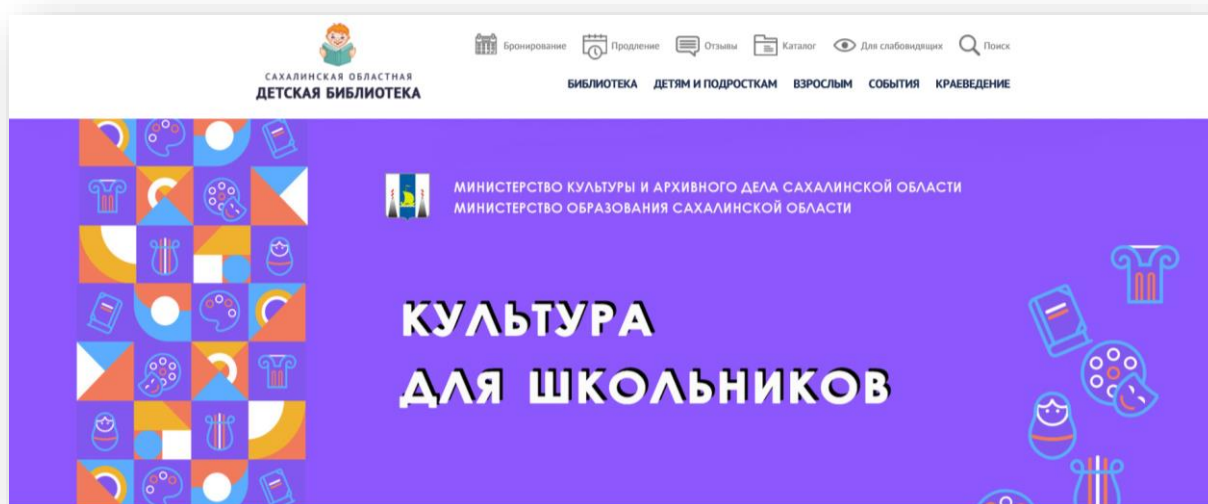 Бронирование Продление Отзывы Каталог Для слабовидящих Поиск
САХАЛИНСКАЯ ОБЛАСТНАЯ
ДЕТСКАЯ БИБЛИОТЕКА
БИБЛИОТЕКА ДЕТЯМ И ПОДРОСТКАМ ВЗРОСЛЫМ СОБЫТИЯ КРАЕВЕДЕНИЕ
МИНИСТЕРСТВО КУЛЬТУРЫ И АРХИВНОГО ДЕЛА САХАЛИНСКОЙ ОБЛАСТИ
МИНИСТЕРСТВО ОБРАЗОВАНИЯ САХАЛИНСКОЙ ОБЛАСТИ
КУЛЬТУРА
ДЛЯ ШКОЛЬНИКОВ